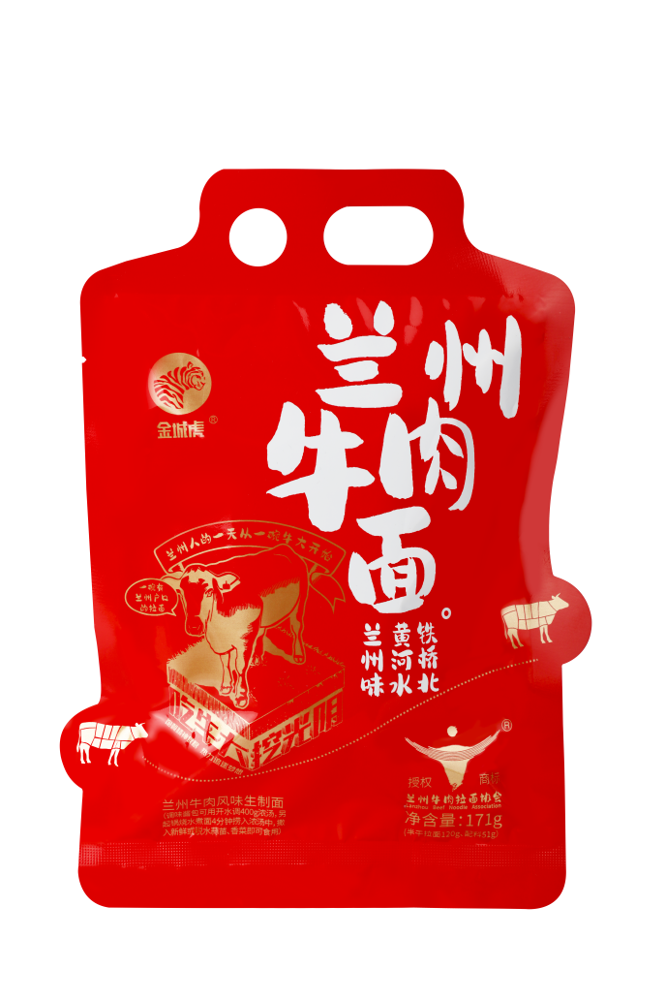 兰州
牛肉
面。
金城虎®
兰州人的一天从一碗牛大开始
一碗有
兰州户口
的拉面
铁桥北
黄河水
兰州味
兰州牛肉风味生制面
(调味酱包可用开水调400g浓汤,另
起锅烧水煮面4分钟捞入浓汤中,撒
入新鲜或脱水蒜苗、香菜即可食用)
®
授权 商标
兰州牛肉拉面协会
Lanzhou Beef Noodle Association
净含量:171g
(半干拉面120g、配料51g)